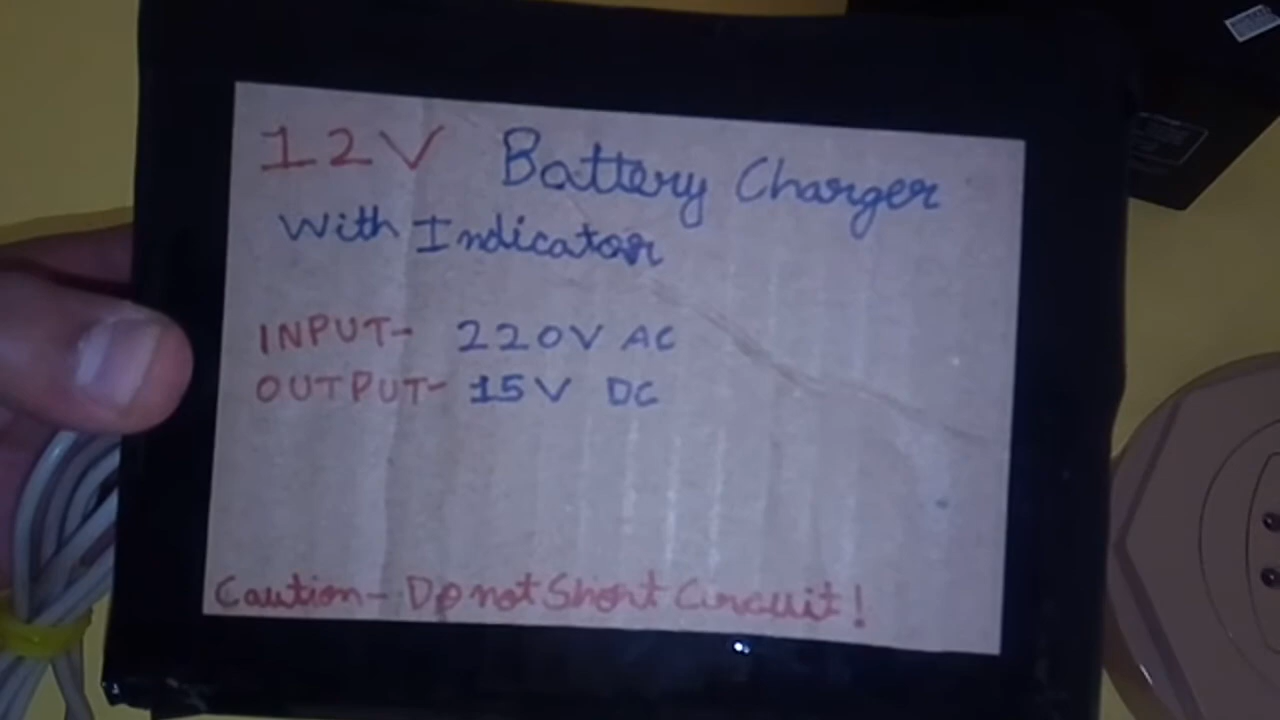 12V Battery Charger
With Indicator
INPUT- 220V AC
OUTPUT- 15V DC
Caution- Do not Short Circuit!